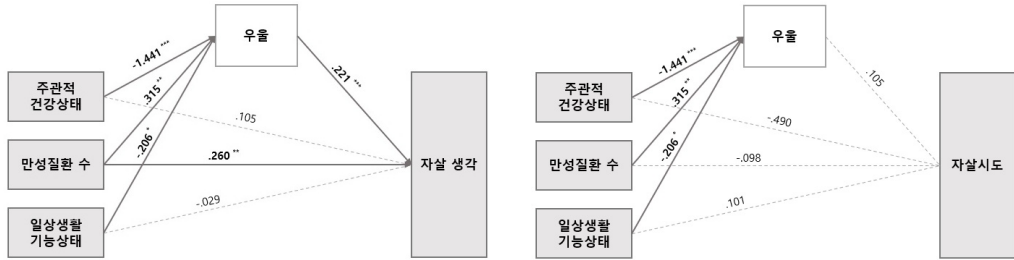 우울
-1.441 ***
.315 **
-.206 *
.221 ***
주관적
건강상태
.105
만성질환 수
.260 **
자살 생각
-.029
일상생활
기능상태
우울
-1.441 ***
.315 **
-.206 *
.105
주관적
건강상태
-.490
만성질환 수
-.098
자살시도
.101
일상생활
기능상태